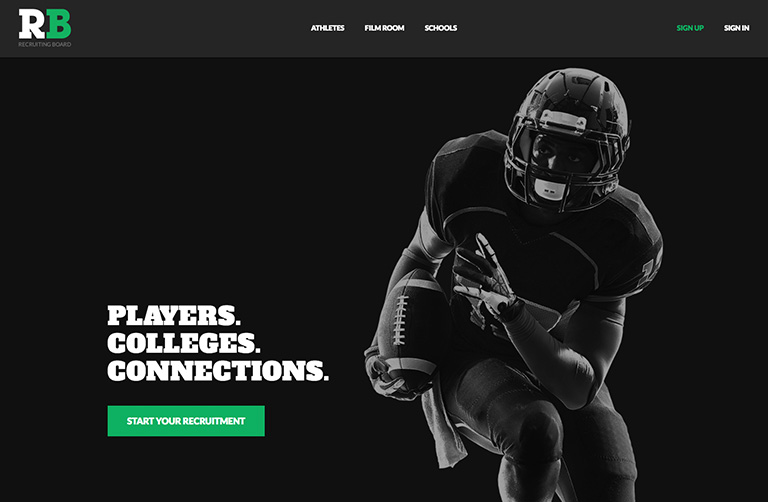 RB
RECRUITING BOARD
ATHLETES FILM ROOM SCHOOLS
SIGN UP SIGN IN
PLAYERS.
COLLEGES.
CONNECTIONS.
START YOUR RECRUITMENT